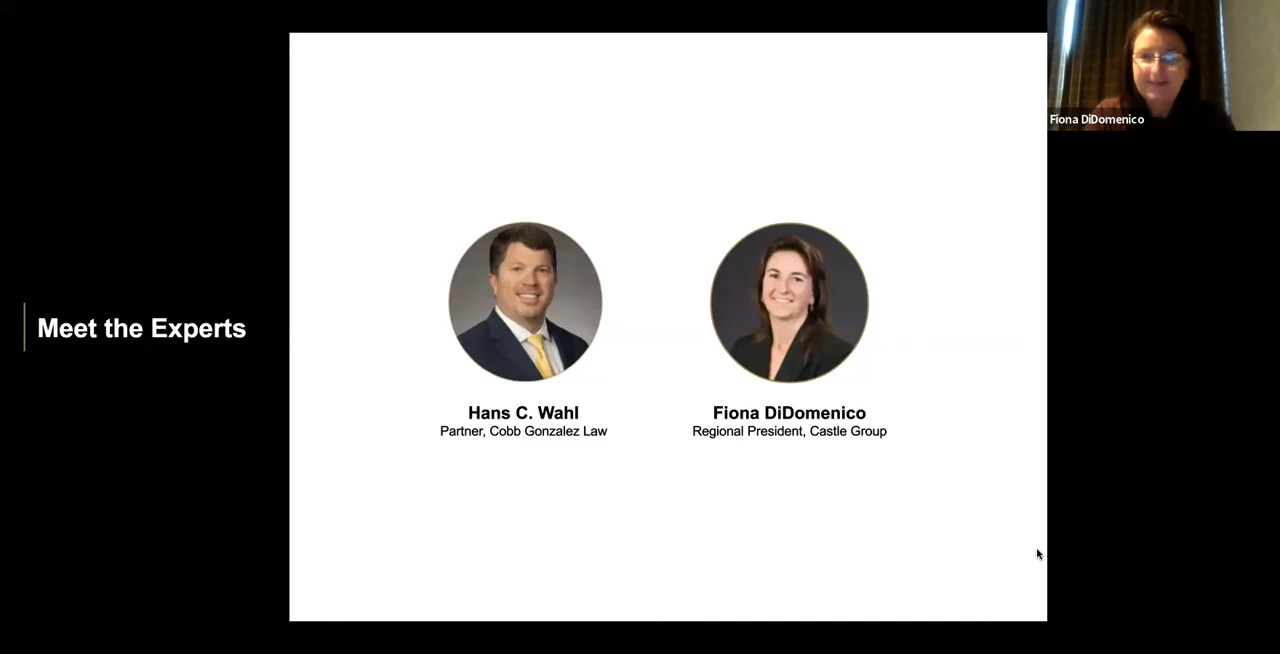 Fiona DiDomenico
Meet the Experts
Hans C. Wahl
Partner, Cobb Gonzalez Law
Fiona DiDomenico
Regional President, Castle Group